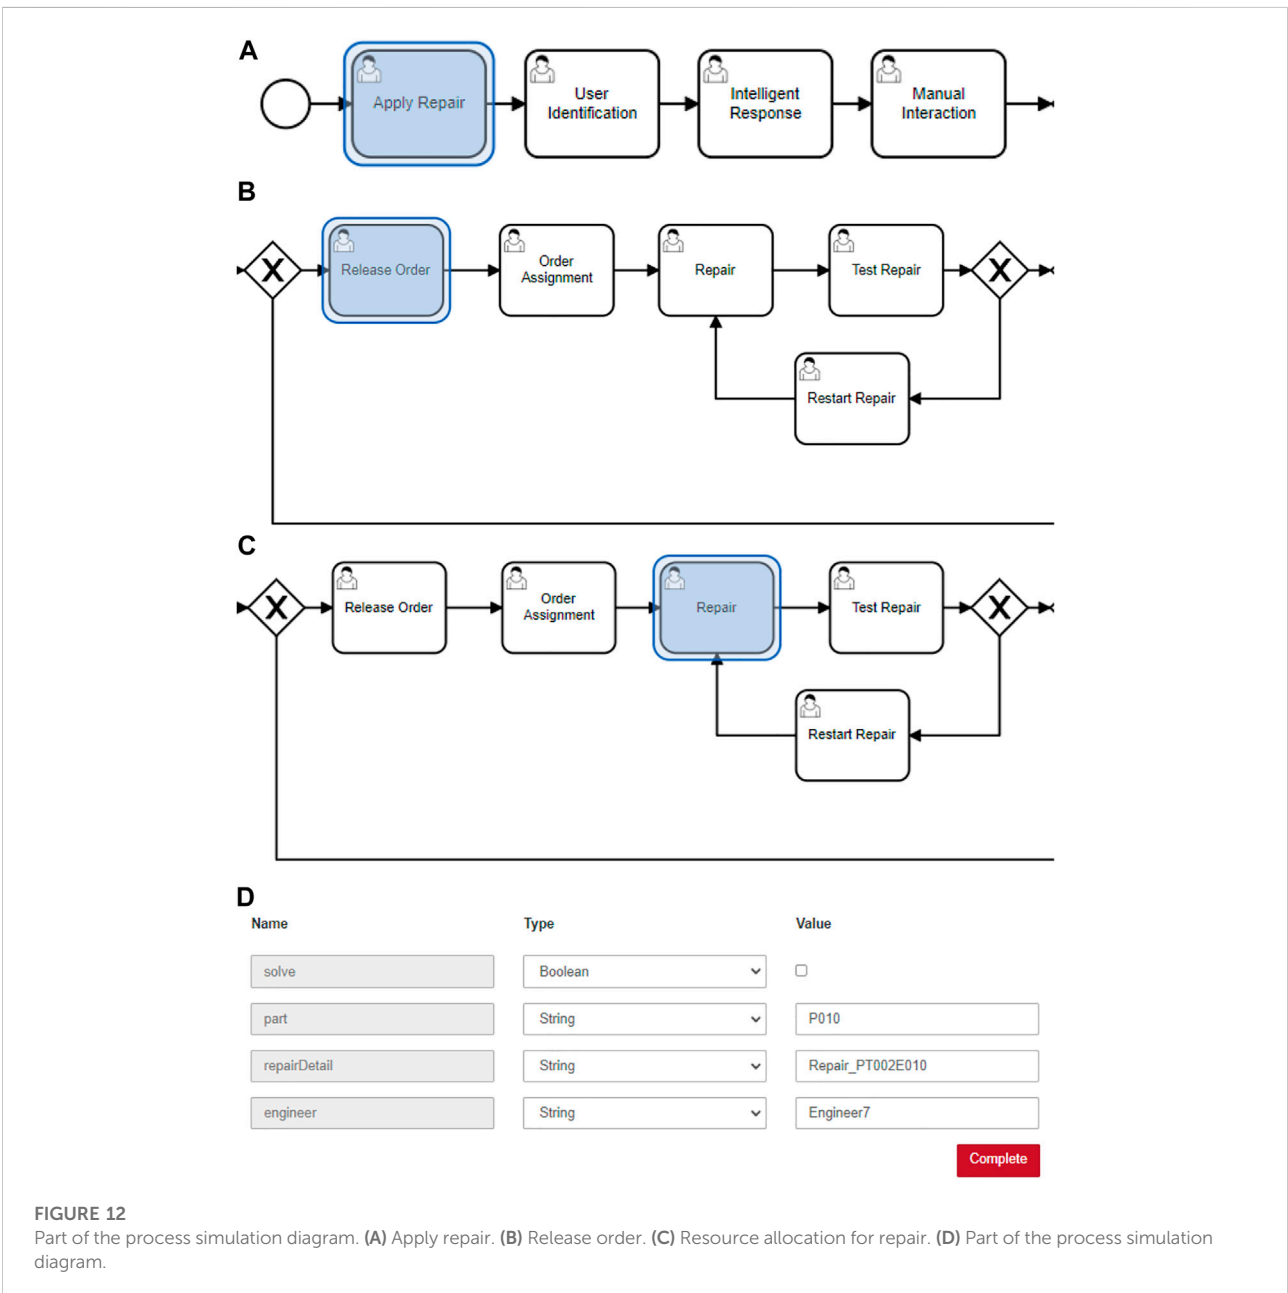 A
Apply Repair
User
Identification
Intelligent
Response
Manual
Interaction
B
X
Release Order
Order
Assignment
Repair
Test Repair
X
Restart Repair
C
X
Release Order
Order
Assignment
Repair
Test Repair
X
Restart Repair
D
Name Type Value
solve Boolean
part String P010
repairDetail String Repair_PT002E010
engineer String Engineer7
Complete
FIGURE 12
Part of the process simulation diagram. (A) Apply repair. (B) Release order. (C) Resource allocation for repair. (D) Part of the process simulation
diagram.